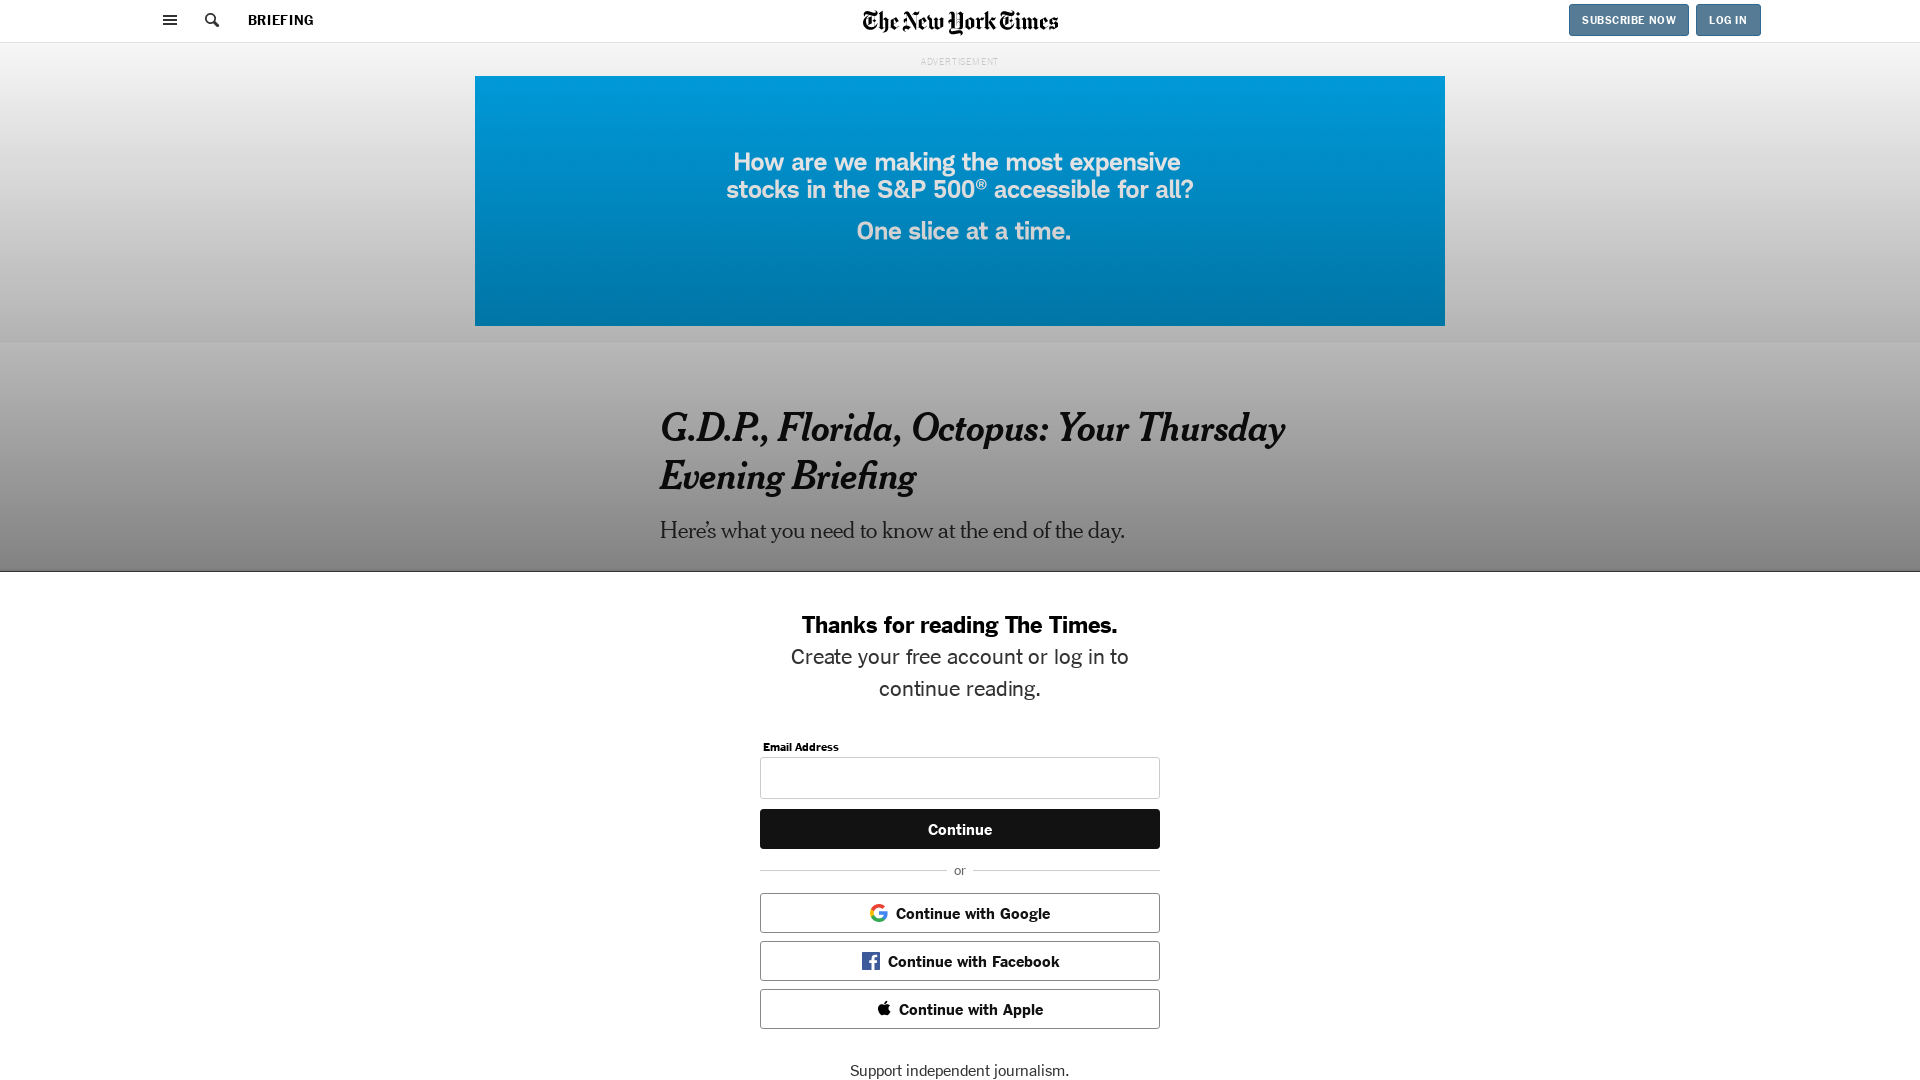 BRIEFING
The New York Times
SUBSCRIBE NOW
LOG IN
ADVERTISEMENT
How are we making the most expensive
stocks in the S&P 500® accessible for all?
One slice at a time.
G.D.P., Florida, Octopus: Your Thursday
Evening Briefing
Here’s what you need to know at the end of the day.
Thanks for reading The Times.
Create your free account or log in to
continue reading.
Email Address
Continue
or
Continue with Google
Continue with Facebook
Continue with Apple
Support independent journalism.